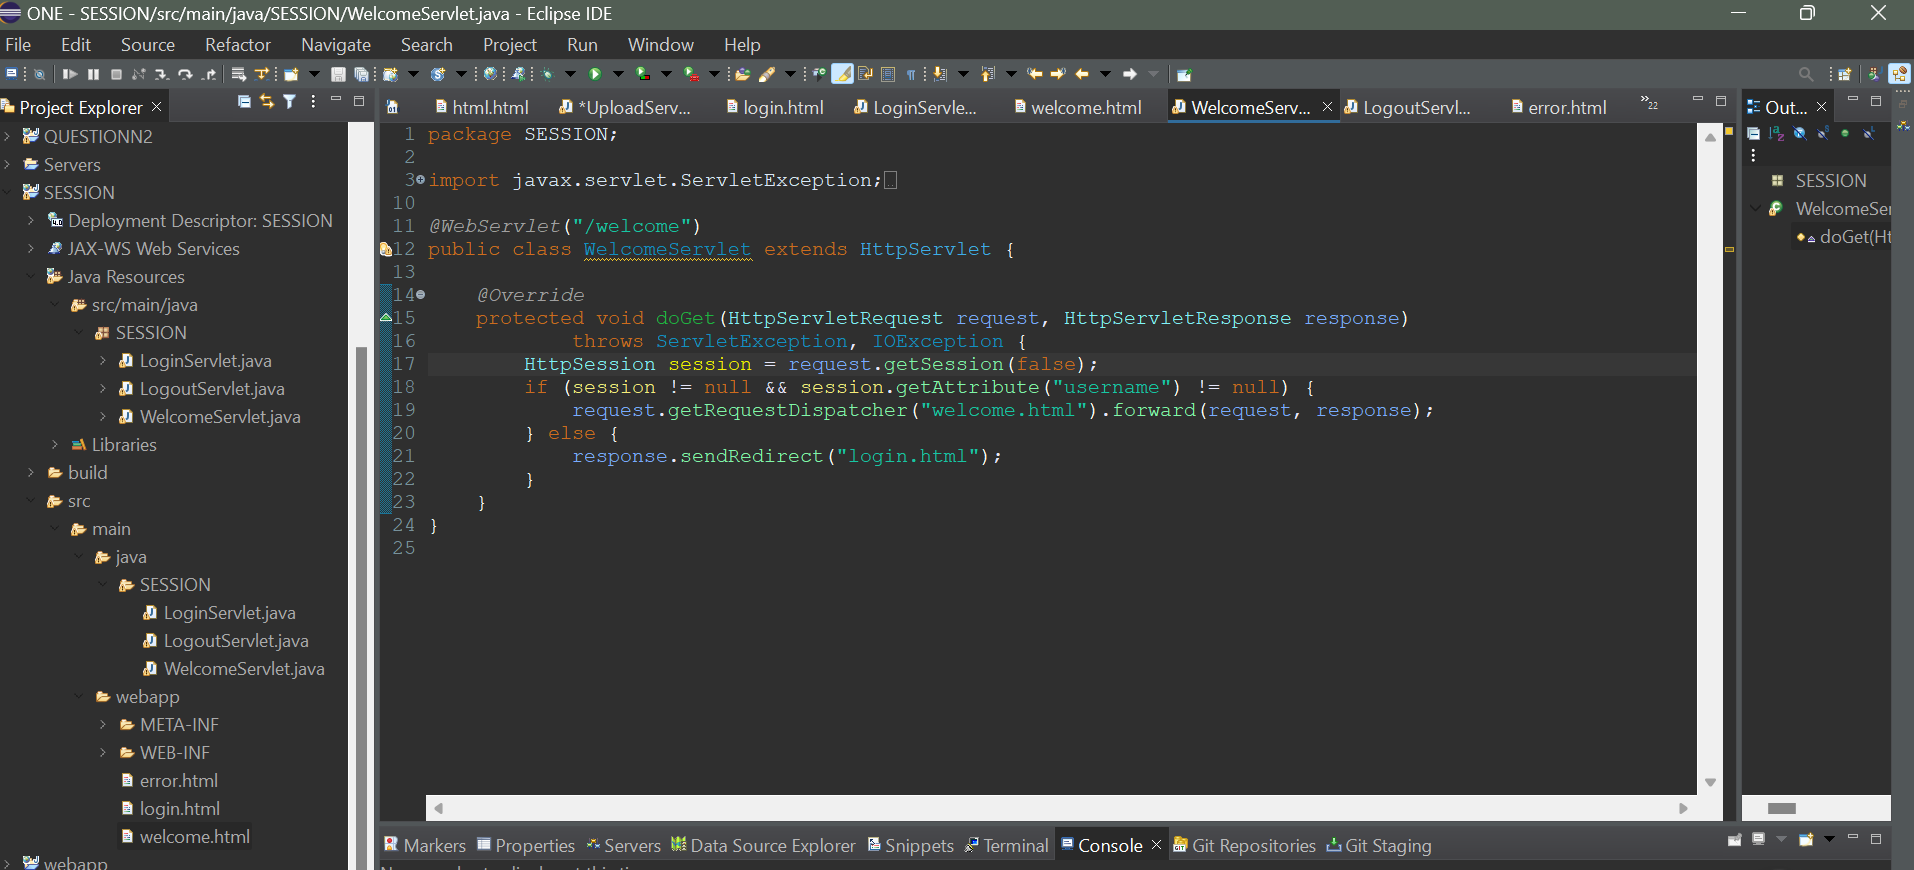 ONE - SESSION/src/main/java/SESSION/WelcomeServlet.java - Eclipse IDE
File Edit Source Refactor Navigate Search Project Run Window Help
Project Explorer
QUESTIONN2
Servers
SESSION
Deployment Descriptor: SESSION
JAX-WS Web Services
Java Resources
src/main/java
SESSION
LoginServlet.java
LogoutServlet.java
WelcomeServlet.java
Libraries
build
src
main
java
SESSION
LoginServlet.java
LogoutServlet.java
WelcomeServlet.java
webapp
META-INF
WEB-INF
error.html
login.html
welcome.html
webapp
html.html *UploadServ... login.html LoginServle... welcome.html WelcomeServ... LogoutServl... error.html »22
1 package SESSION;
2
3 import javax.servlet.ServletException;
10
11 @WebServlet("/welcome")
12 public class WelcomeServlet extends HttpServlet {
13
14 @Override
15 protected void doGet(HttpServletRequest request, HttpServletResponse response)
16 throws ServletException, IOException {
17 HttpSession session = request.getSession(false);
18 if (session != null && session.getAttribute("username") != null) {
19 request.getRequestDispatcher("welcome.html").forward(request, response);
20 } else {
21 response.sendRedirect("login.html");
22 }
23 }
24 }
25
Out...
SESSION
WelcomeSer
doGet(Ht
Markers Properties Servers Data Source Explorer Snippets Terminal Console Git Repositories Git Staging